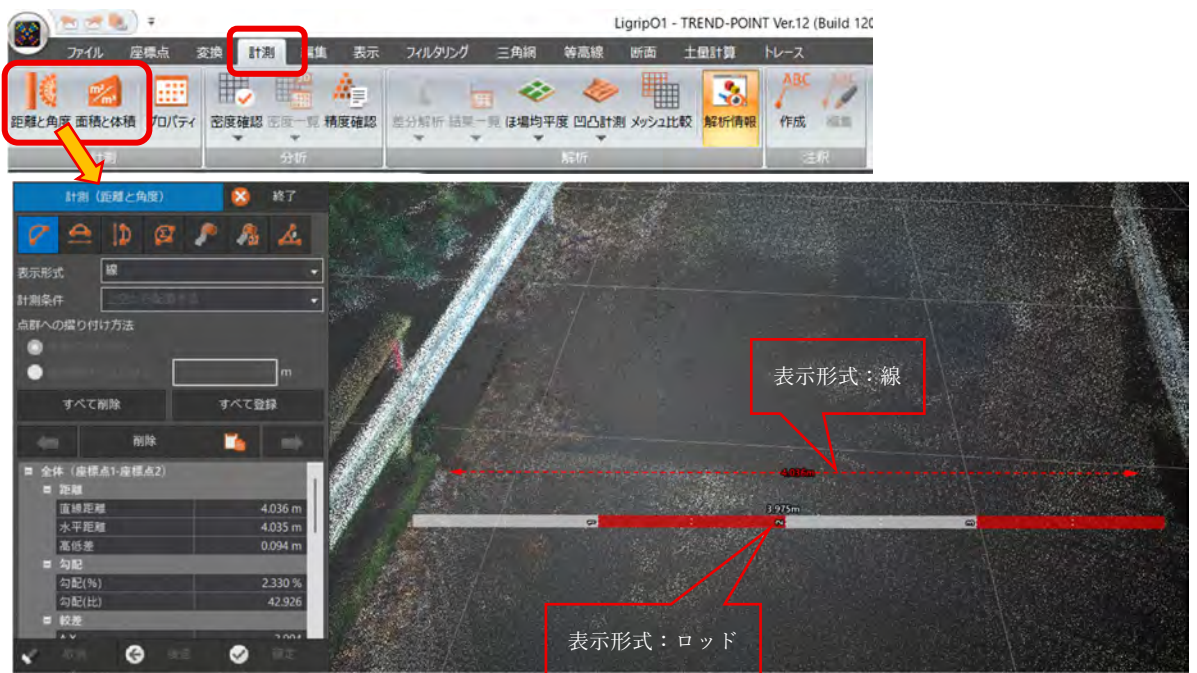 LigripO1 - TREND-POINT Ver.12 (Build 120
ファイル 座標点 変換 計測 編集 表示 フィルタリング 三角網 等高線 断面 土量計算 トレース
距離と角度 面積と体積 プロパティ 密度確認 密度一覧 精度確認 差分解析 結果一覧 ほ場均平度 凹凸計測 メッシュ比較 解析情報 作成 編集
計測 分析 解析 注釈
計測（距離と角度） 終了
表示形式 線
計測条件
点群への摺り付け方法
m
すべて削除 すべて登録
削除
全体（座標点1-座標点2）
距離
直線距離 4.036 m
水平距離 4.035 m
高低差 0.094 m
勾配
勾配(%) 2.330 %
勾配(比) 42.926
較差
取消 後退 確定
表示形式：線
4.036m
3.975m
1 2 3
表示形式：ロッド